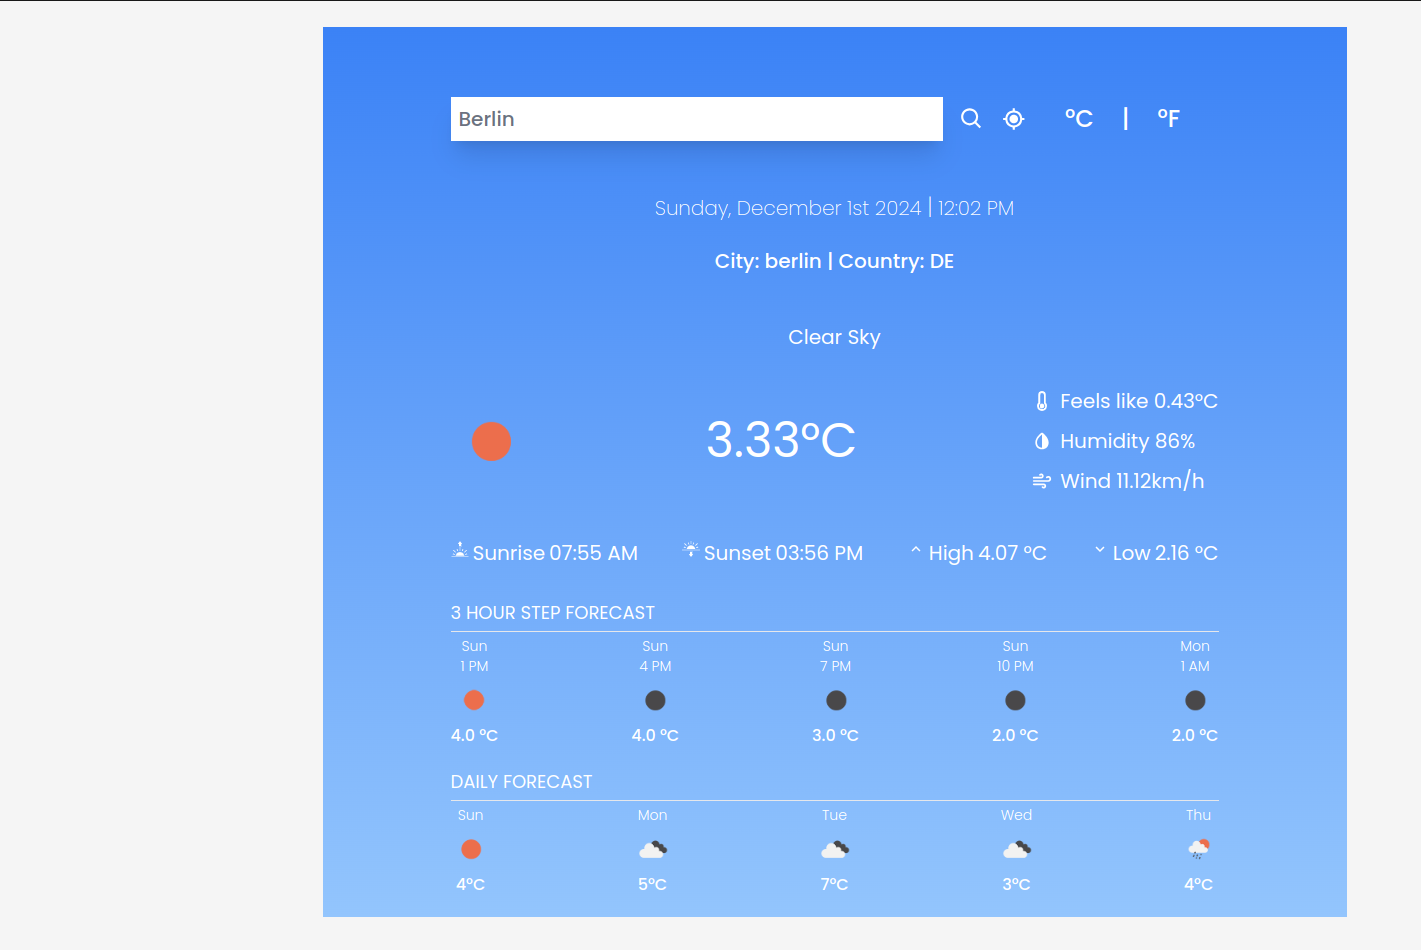 Berlin °C | °F
Sunday, December 1st 2024 | 12:02 PM
City: berlin | Country: DE
Clear Sky
Feels like 0.43°C
3.33°C
Humidity 86%
Wind 11.12km/h
Sunrise 07:55 AM Sunset 03:56 PM High 4.07 °C Low 2.16 °C
3 HOUR STEP FORECAST
Sun Sun Sun Sun Mon
1 PM 4 PM 7 PM 10 PM 1 AM
4.0 °C 4.0 °C 3.0 °C 2.0 °C 2.0 °C
DAILY FORECAST
Sun Mon Tue Wed Thu
4°C 5°C 7°C 3°C 4°C